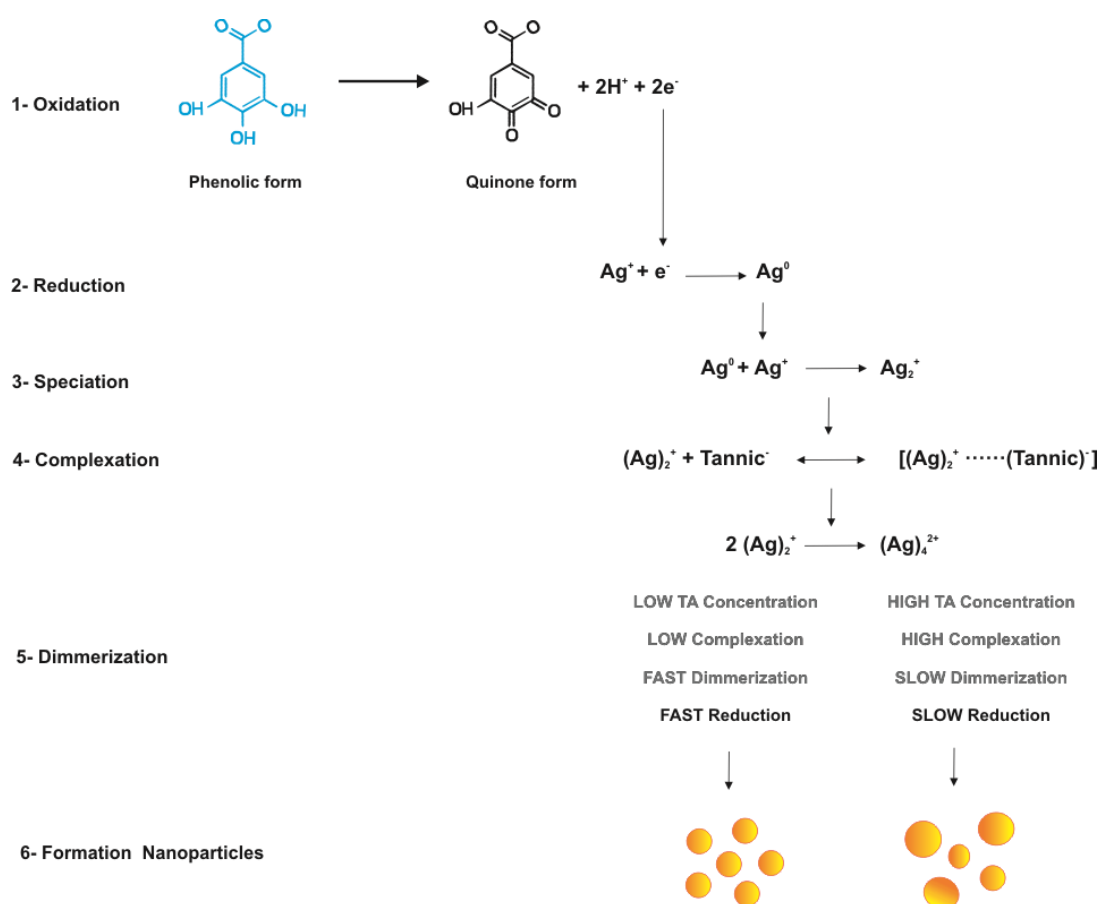 O O
OH OH
OH
Phenolic form
1- Oxidation
O O
OH O
O
Quinone form
+ 2H⁺ + 2e⁻
2- Reduction
Ag⁺ + e⁻ Ag⁰
3- Speciation
Ag⁰ + Ag⁺ Ag₂⁺
4- Complexation
(Ag)₂⁺ + Tannic⁻ [(Ag)₂⁺ ······(Tannic)⁻]
2 (Ag)₂⁺ (Ag)₄²⁺
5- Dimmerization
LOW TA Concentration
LOW Complexation
FAST Dimmerization
FAST Reduction
HIGH TA Concentration
HIGH Complexation
SLOW Dimmerization
SLOW Reduction
6- Formation Nanoparticles